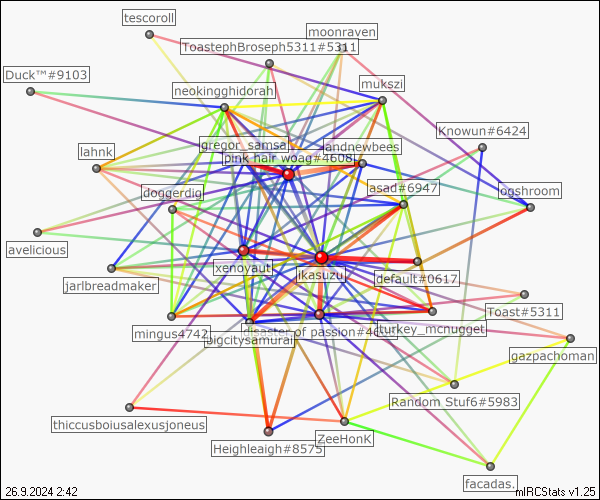 tescoroll
moonraven
ToastephBroseph5311#5311
Duck™#9103
mukszi
neokingghidorah
Knowun#6424
gregor_samsa
andnewbees
lahnk
pink hair woag#4608
asad#6947
ogshroom
doggerdig
avelicious
xenoyaut
ikasuzu
default#0617
jarlbreadmaker
Toast#5311
mingus4742
bigcitysamurai
disaster of passion#4
turkey_mcnugget
gazpachoman
Random Stuf6#5983
thiccusboiusalexusjoneus
Heighleaigh#8575
ZeeHonK
facadas.
26.9.2024 2:42
mIRCStats v1.25